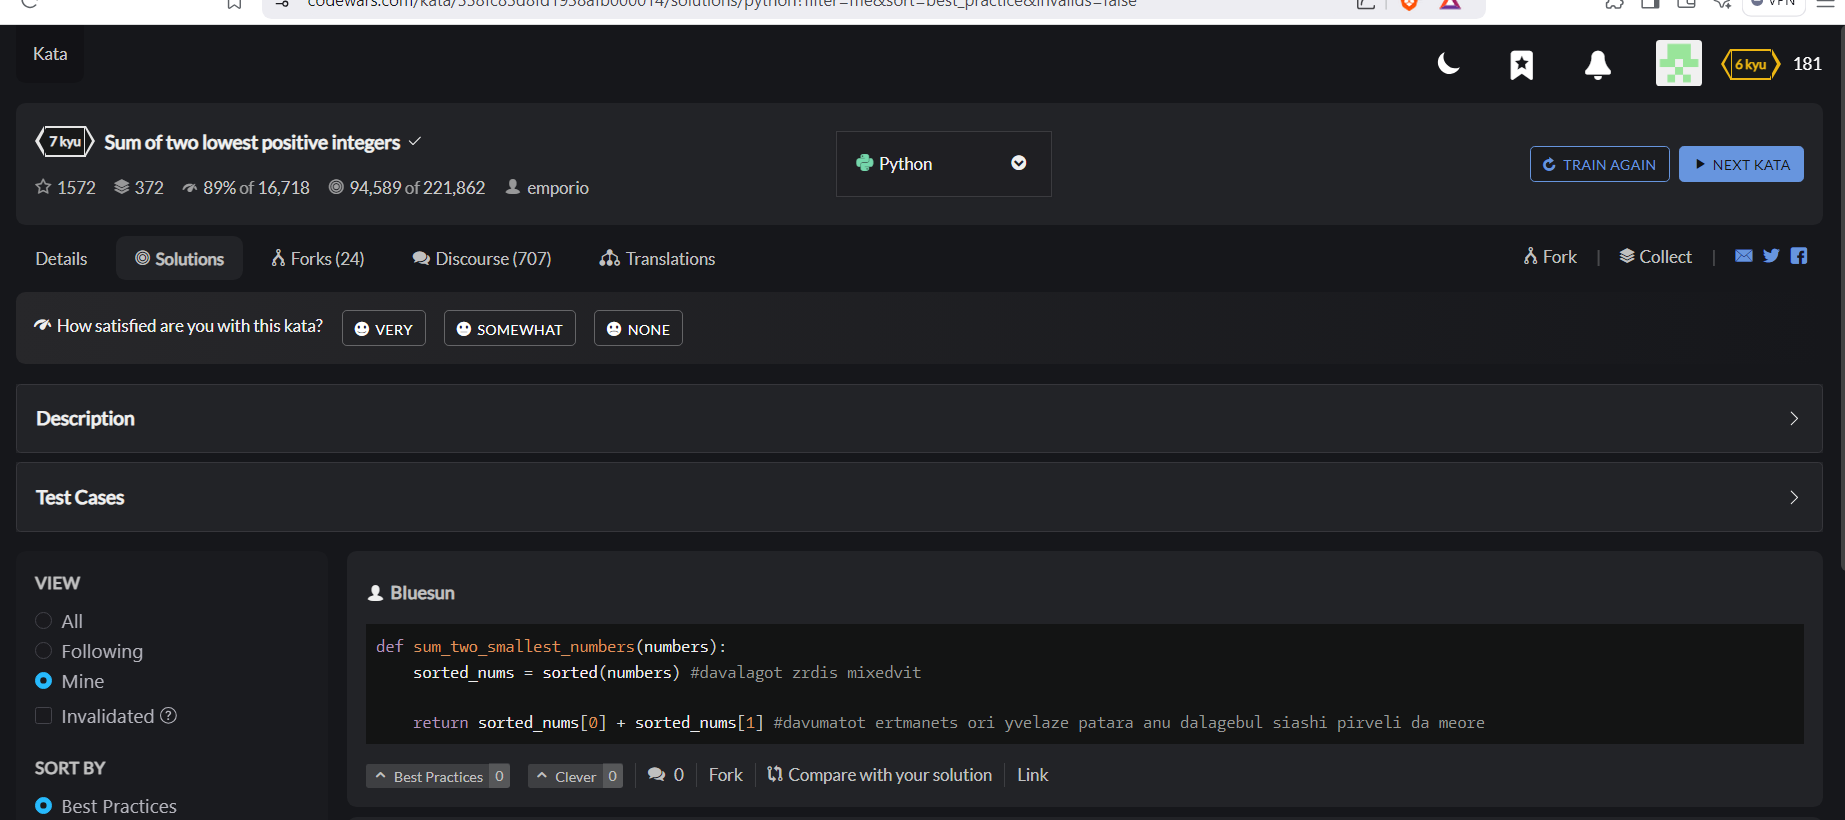 codewars.com/kata/558fc85d8fd1938afb000014/solutions/python?filter=me&sort=best_practice&invalids=false
VPN
Kata
6 kyu 181
7 kyu Sum of two lowest positive integers
1572 372 89% of 16,718 94,589 of 221,862 emporio
Python
TRAIN AGAIN NEXT KATA
Details Solutions Forks (24) Discourse (707) Translations
Fork | Collect |
How satisfied are you with this kata? VERY SOMEWHAT NONE
Description
Test Cases
VIEW
All
Following
Mine
Invalidated
SORT BY
Best Practices
Bluesun
def sum_two_smallest_numbers(numbers):
sorted_nums = sorted(numbers) #davalagot zrdis mixedvit
return sorted_nums[0] + sorted_nums[1] #davumatot ertmanets ori yvelaze patara anu dalagebul siashi pirveli da meore
Best Practices 0 Clever 0 0 Fork Compare with your solution Link